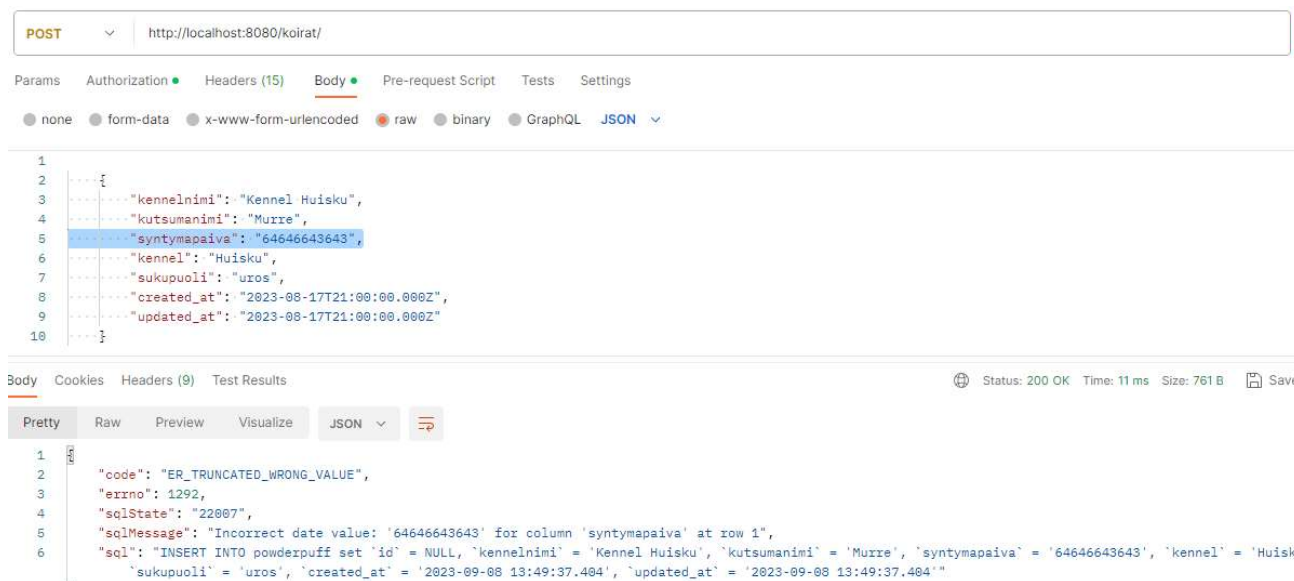 POST http://localhost:8080/koirat/
Params Authorization Headers (15) Body Pre-request Script Tests Settings
none form-data x-www-form-urlencoded raw binary GraphQL JSON
1
2 {
3 "kennelnimi": "Kennel Huisku",
4 "kutsumanimi": "Murre",
5 "syntymapaiva": "64646643643",
6 "kennel": "Huisku",
7 "sukupuoli": "uros",
8 "created_at": "2023-08-17T21:00:00.000Z",
9 "updated_at": "2023-08-17T21:00:00.000Z"
10 }
Body Cookies Headers (9) Test Results Status: 200 OK Time: 11 ms Size: 761 B Save
Pretty Raw Preview Visualize JSON
1 {
2 "code": "ER_TRUNCATED_WRONG_VALUE",
3 "errno": 1292,
4 "sqlState": "22007",
5 "sqlMessage": "Incorrect date value: '64646643643' for column 'syntymapaiva' at row 1",
6 "sql": "INSERT INTO powderpuff set `id` = NULL, `kennelnimi` = 'Kennel Huisku', `kutsumanimi` = 'Murre', `syntymapaiva` = '64646643643', `kennel` = 'Huisk
`sukupuoli` = 'uros', `created_at` = '2023-09-08 13:49:37.404', `updated_at` = '2023-09-08 13:49:37.404'"